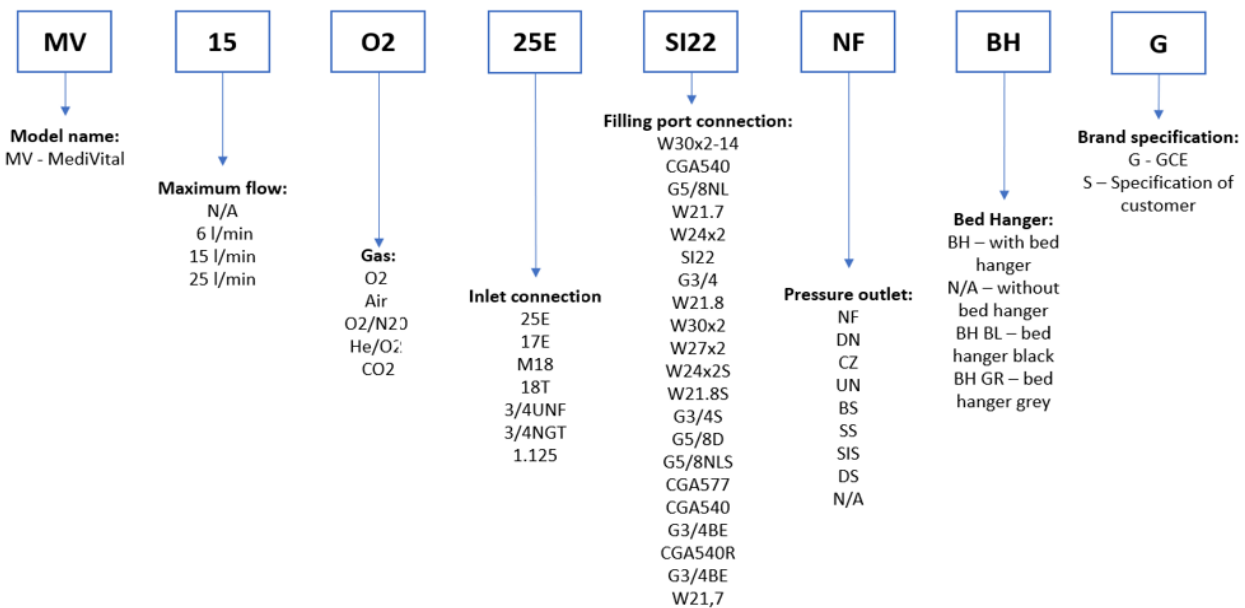 MV
15
O2
25E
SI22
NF
BH
G
Model name:
MV - MediVital
Maximum flow:
N/A
6 l/min
15 l/min
25 l/min
Gas:
O2
Air
O2/N20
He/O2
CO2
Inlet connection
25E
17E
M18
18T
3/4UNF
3/4NGT
1.125
Filling port connection:
W30x2-14
CGA540
G5/8NL
W21.7
W24x2
SI22
G3/4
W21.8
W30x2
W27x2
W24x2S
W21.8S
G3/4S
G5/8D
G5/8NLS
CGA577
CGA540
G3/4BE
CGA540R
G3/4BE
W21,7
Pressure outlet:
NF
DN
CZ
UN
BS
SS
SIS
DS
N/A
Bed Hanger:
BH – with bed
hanger
N/A – without
bed hanger
BH BL – bed
hanger black
BH GR – bed
hanger grey
Brand specification:
G - GCE
S – Specification of
customer